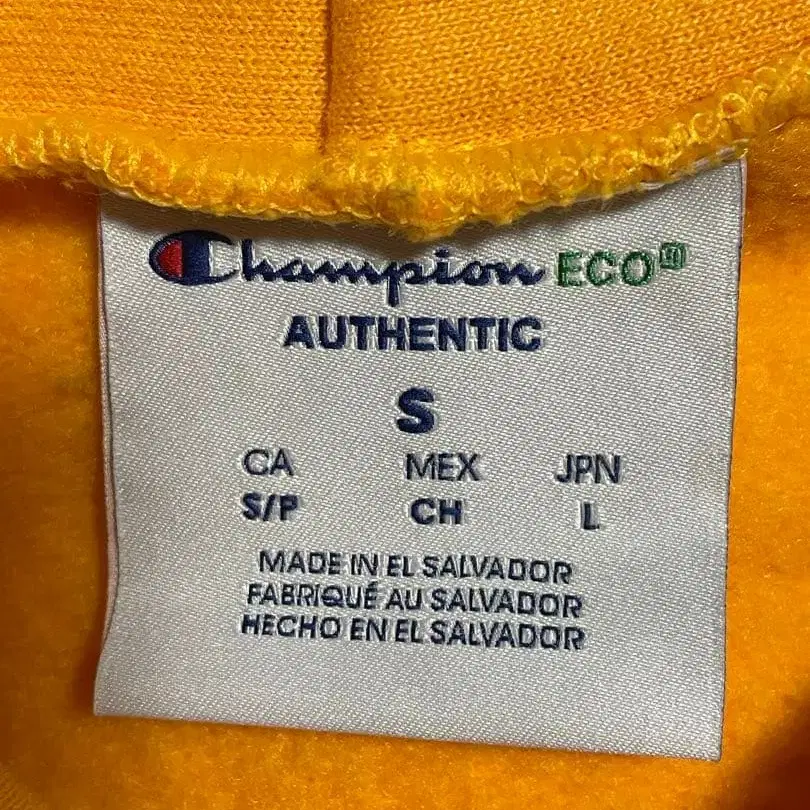 Champion ECO
AUTHENTIC
S
CA MEX JPN
S/P CH L
MADE IN EL SALVADOR
FABRIQUÉ AU SALVADOR
HECHO EN EL SALVADOR